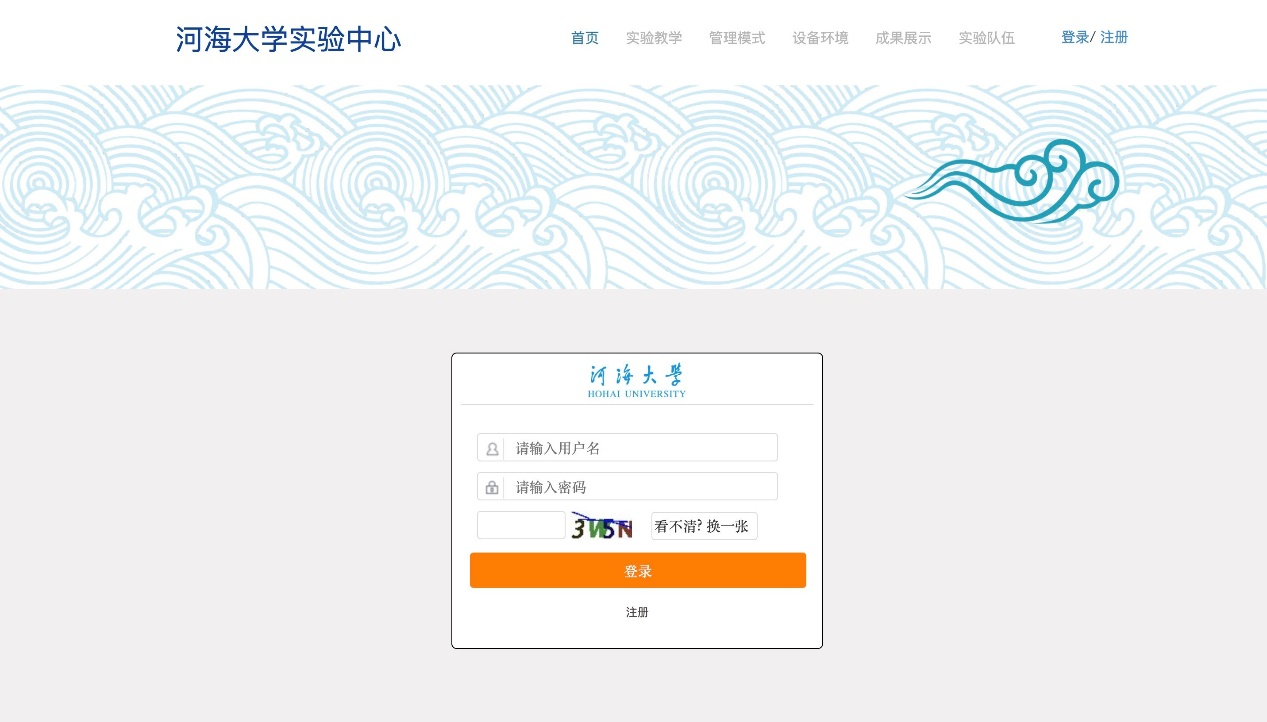 河海大学实验中心
首页 实验教学 管理模式 设备环境 成果展示 实验队伍 登录/ 注册
河海大學
HOHAI UNIVERSITY
请输入用户名
请输入密码
3W5N 看不清? 换一张
登录
注册